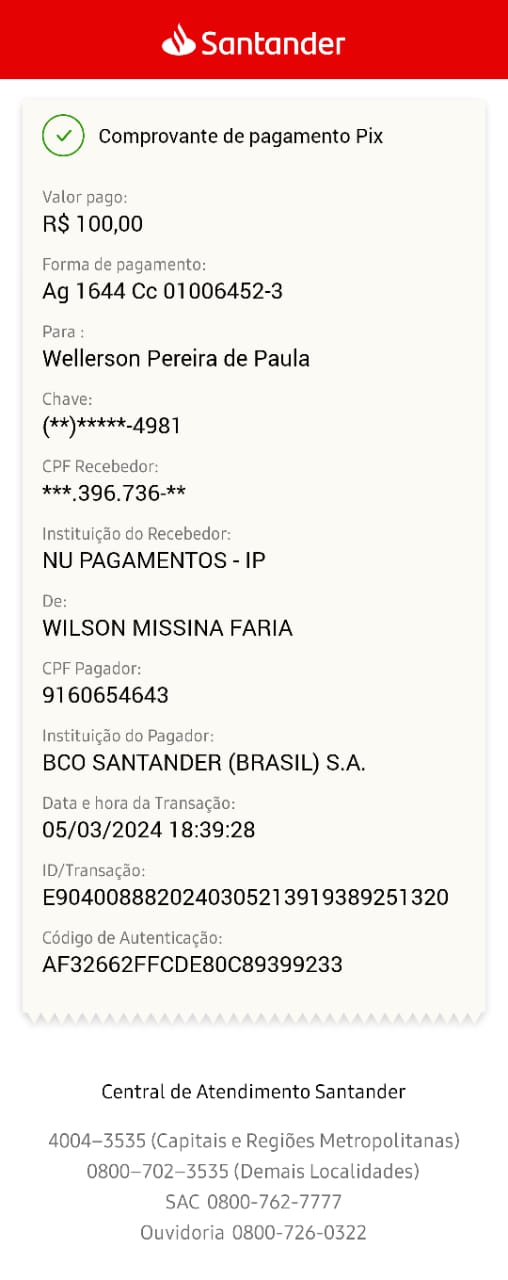 Santander
Comprovante de pagamento Pix
Valor pago:
R$ 100,00
Forma de pagamento:
Ag 1644 Cc 01006452-3
Para :
Wellerson Pereira de Paula
Chave:
(**)*****-4981
CPF Recebedor:
***.396.736-**
Instituição do Recebedor:
NU PAGAMENTOS - IP
De:
WILSON MISSINA FARIA
CPF Pagador:
9160654643
Instituição do Pagador:
BCO SANTANDER (BRASIL) S.A.
Data e hora da Transação:
05/03/2024 18:39:28
ID/Transação:
E9040088820240305213919389251320
Código de Autenticação:
AF32662FFCDE80C89399233
Central de Atendimento Santander
4004–3535 (Capitais e Regiões Metropolitanas)
0800–702–3535 (Demais Localidades)
SAC 0800-762-7777
Ouvidoria 0800-726-0322